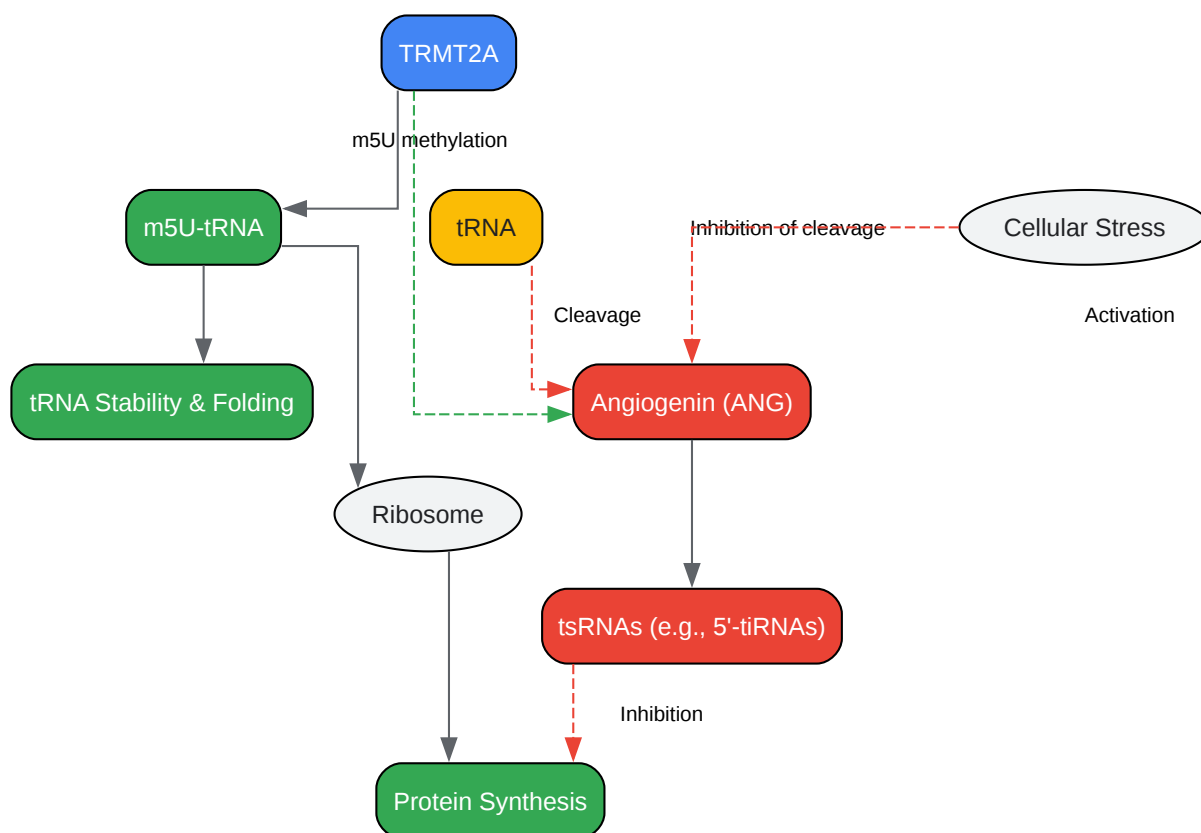 TRMT2A
m5U methylation
m5U-tRNA
tRNA
Inhibition of cleavage
Cellular Stress
Cleavage
Activation
tRNA Stability & Folding
Angiogenin (ANG)
Ribosome
tsRNAs (e.g., 5'-tiRNAs)
Inhibition
Protein Synthesis